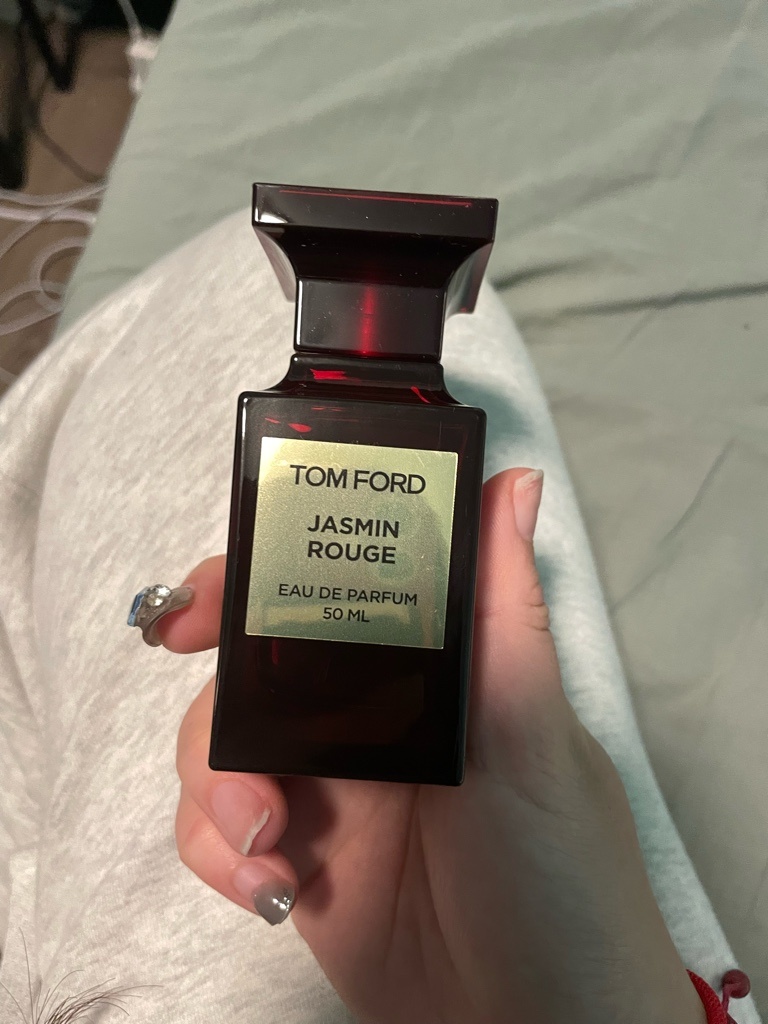 TOM FORD
JASMIN
ROUGE
EAU DE PARFUM
50 ML